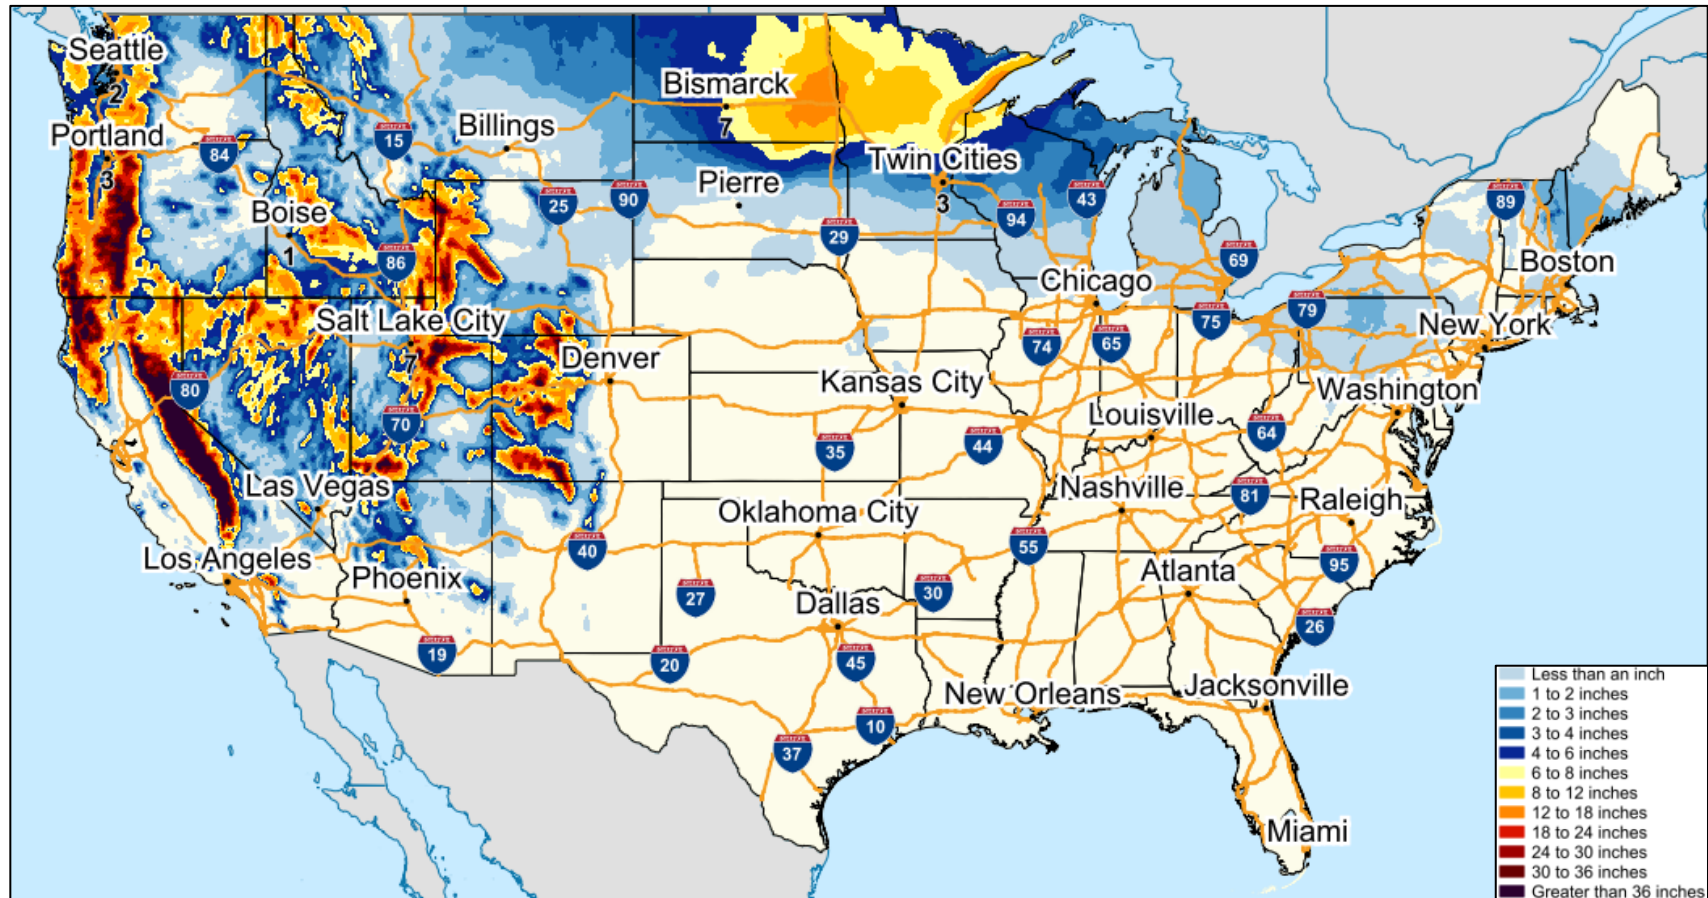 Seattle
2
Portland
3
Bismarck
7
Billings
15
84
Twin Cities
3
Pierre
Boise
1
25
90
43
94
89
29
86
69
Boston
Chicago
Salt Lake City
7
79
75
New York
74
65
Denver
80
Kansas City
Washington
70
Louisville
35
44
64
Las Vegas
Nashville
81
Raleigh
Oklahoma City
40
55
Los Angeles
Phoenix
95
Atlanta
27
30
Dallas
26
19
20
45
New Orleans
Jacksonville
10
37
Miami
Less than an inch
1 to 2 inches
2 to 3 inches
3 to 4 inches
4 to 6 inches
6 to 8 inches
8 to 12 inches
12 to 18 inches
18 to 24 inches
24 to 30 inches
30 to 36 inches
Greater than 36 inches